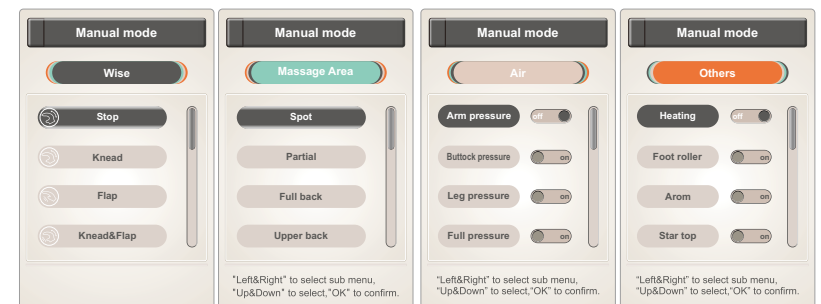 Manual mode
Wise
Stop
Knead
Flap
Knead&Flap
Manual mode
Massage Area
Spot
Partial
Full back
Upper back
"Left&Right" to select sub menu,
"Up&Down" to select,"OK" to confirm.
Manual mode
Air
Arm pressure off
Buttock pressure on
Leg pressure on
Full pressure on
"Left&Right" to select sub menu,
"Up&Down" to select,"OK" to confirm.
Manual mode
Others
Heating off
Foot roller on
Arom on
Star top on
"Left&Right" to select sub menu,
"Up&Down" to select,"OK" to confirm.